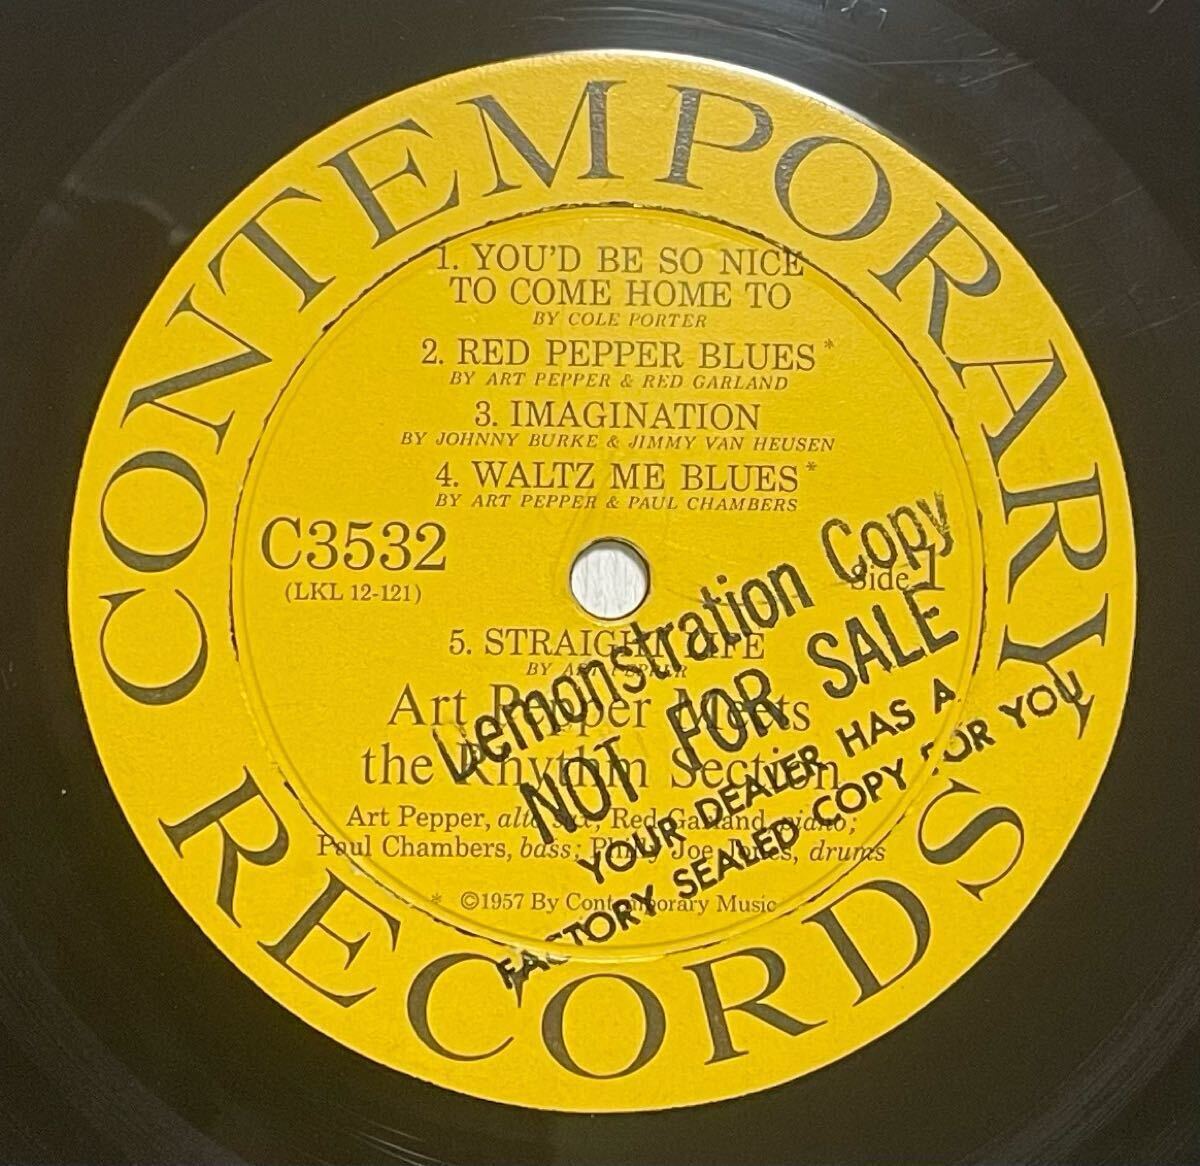 CONTEMPORARY
1. YOU'D BE SO NICE
TO COME HOME TO
BY COLE PORTER
2. RED PEPPER BLUES*
BY ART PEPPER & RED GARLAND
3. IMAGINATION
BY JOHNNY BURKE & JIMMY VAN HEUSEN
4. WALTZ ME BLUES*
BY ART PEPPER & PAUL CHAMBERS
C3532
(LKL 12-121)
Side 1
5. STRAIGHT LIFE
BY ART PEPPER
Art Pepper Meets
the Rhythm Section
Art Pepper, alto sax; Red Garland, piano;
Paul Chambers, bass; Philly Joe Jones, drums
* ©1957 By Contemporary Music
RECORDS
Demonstration Copy
NOT FOR SALE
YOUR DEALER HAS A
FACTORY SEALED COPY FOR YOU